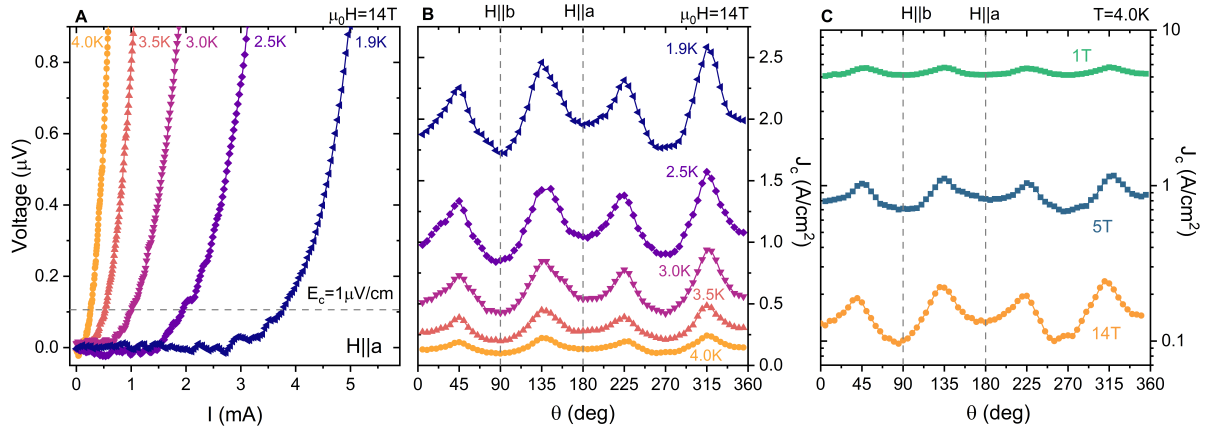 A
μ₀H=14T
4.0K
3.5K
3.0K
2.5K
1.9K
E꜀=1μV/cm
H||a
Voltage (μV)
0.8
0.6
0.4
0.2
0.0
0
1
2
3
4
5
I (mA)
B
H||b
H||a
μ₀H=14T
1.9K
2.5K
3.0K
3.5K
4.0K
2.5
2.0
1.5
1.0
0.5
0.0
J꜀ (A/cm²)
0
45
90
135
180
225
270
315
360
θ (deg)
C
H||b
H||a
T=4.0K
1T
5T
14T
10
1
0.1
J꜀ (A/cm²)
0
45
90
135
180
225
270
315
360
θ (deg)